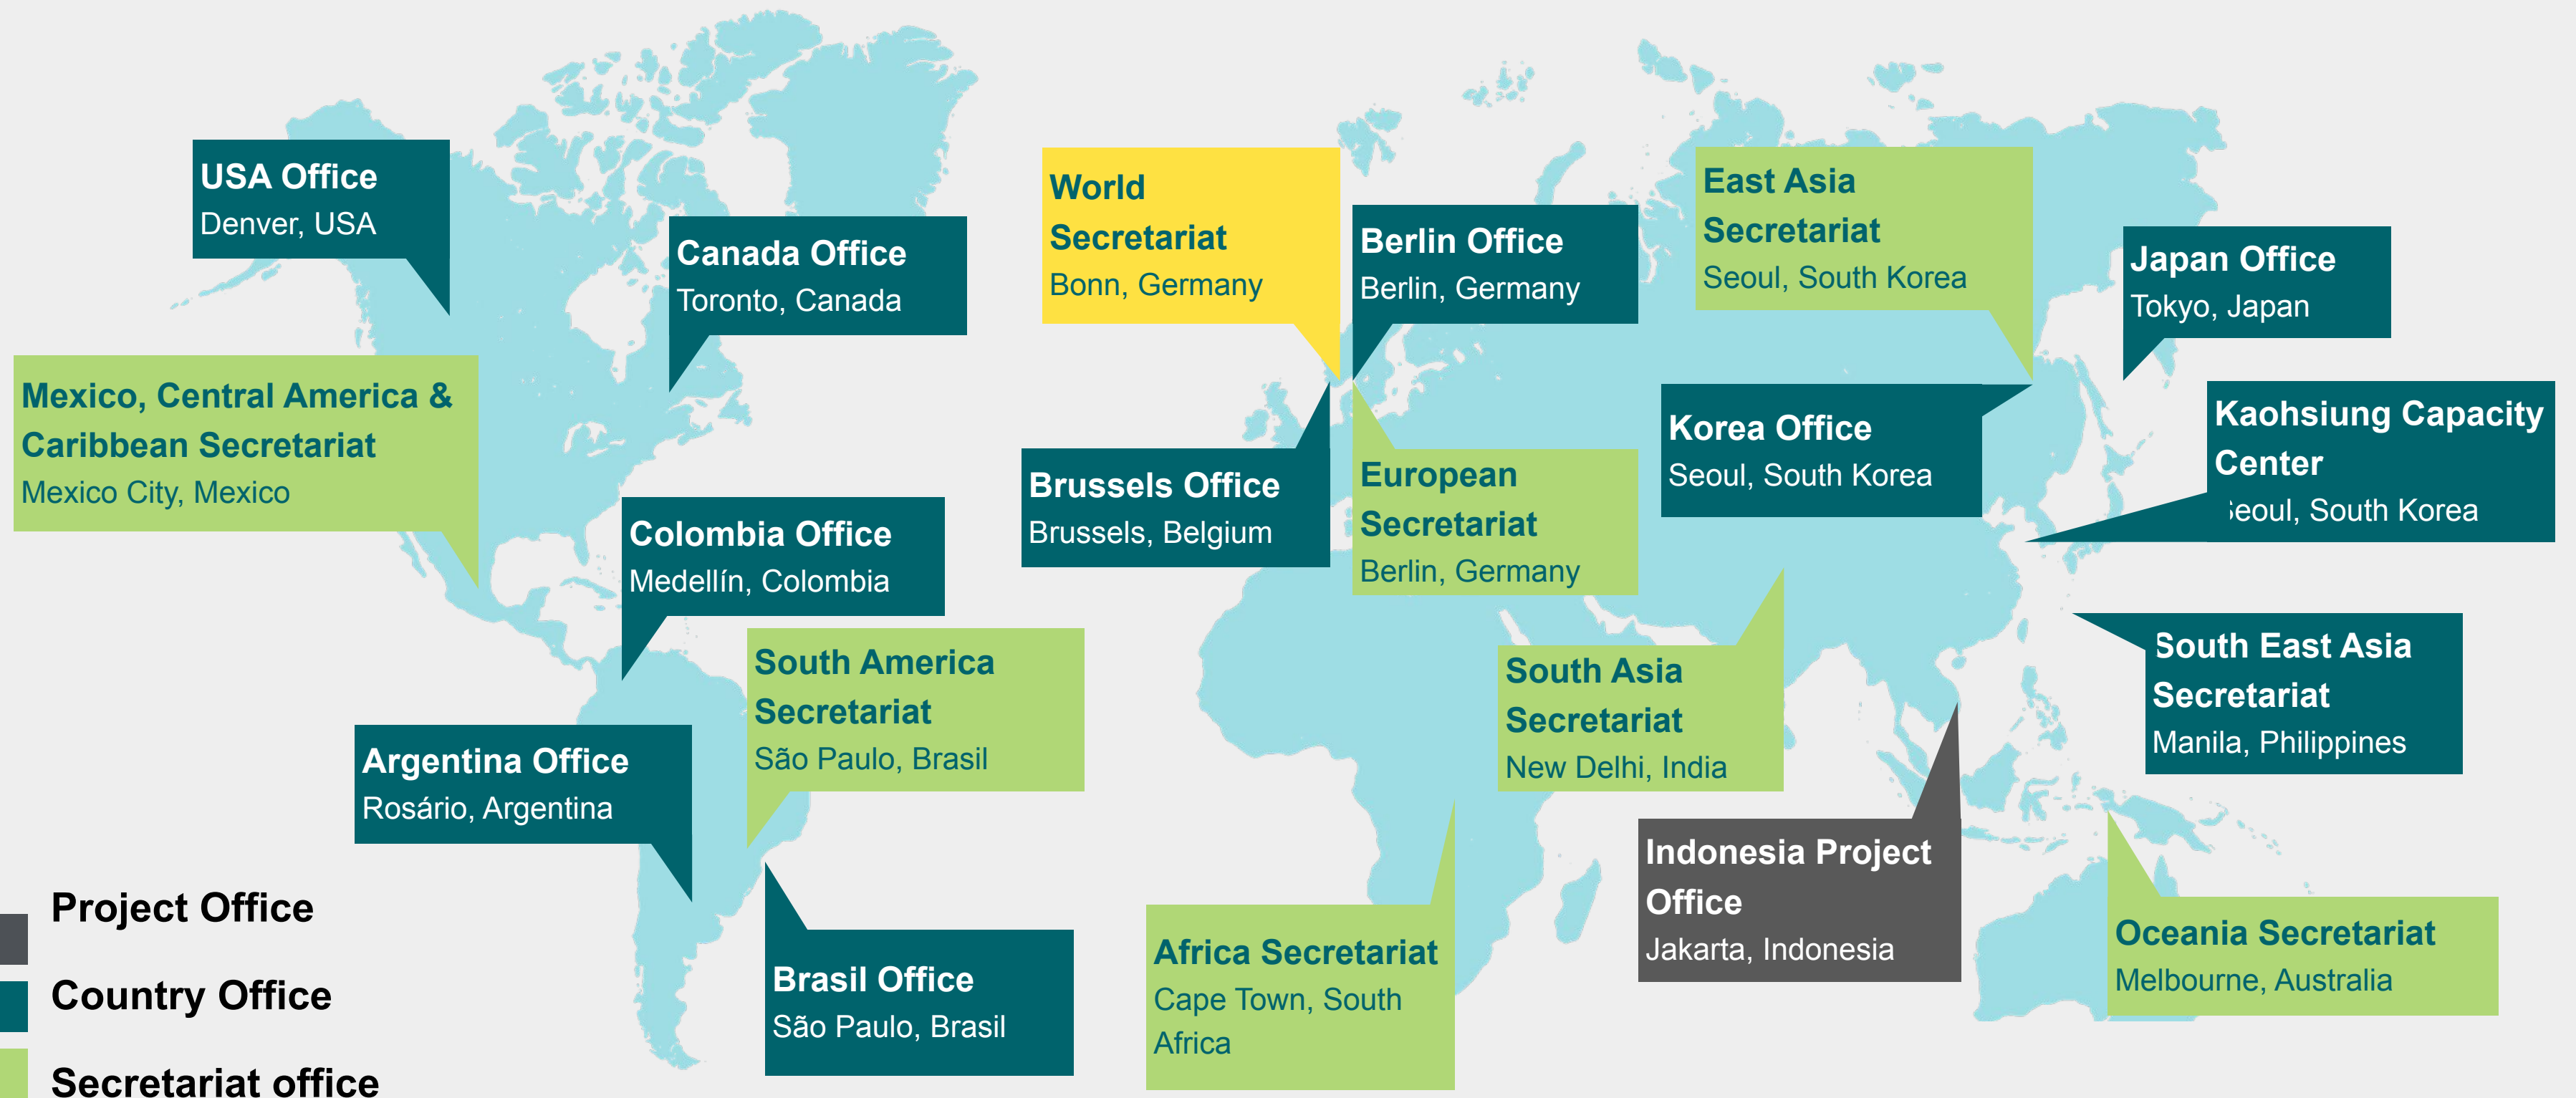 USA Office
Denver, USA
Canada Office
Toronto, Canada
World
Secretariat
Bonn, Germany
Berlin Office
Berlin, Germany
East Asia
Secretariat
Seoul, South Korea
Japan Office
Tokyo, Japan
Mexico, Central America &
Caribbean Secretariat
Mexico City, Mexico
Kaohsiung Capacity
Center
Seoul, South Korea
Korea Office
Seoul, South Korea
Brussels Office
Brussels, Belgium
European
Secretariat
Berlin, Germany
Colombia Office
Medellín, Colombia
South America
Secretariat
São Paulo, Brasil
South Asia
Secretariat
New Delhi, India
South East Asia
Secretariat
Manila, Philippines
Argentina Office
Rosário, Argentina
Indonesia Project
Office
Jakarta, Indonesia
Oceania Secretariat
Melbourne, Australia
Africa Secretariat
Cape Town, South
Africa
Brasil Office
São Paulo, Brasil
Project Office
Country Office
Secretariat office